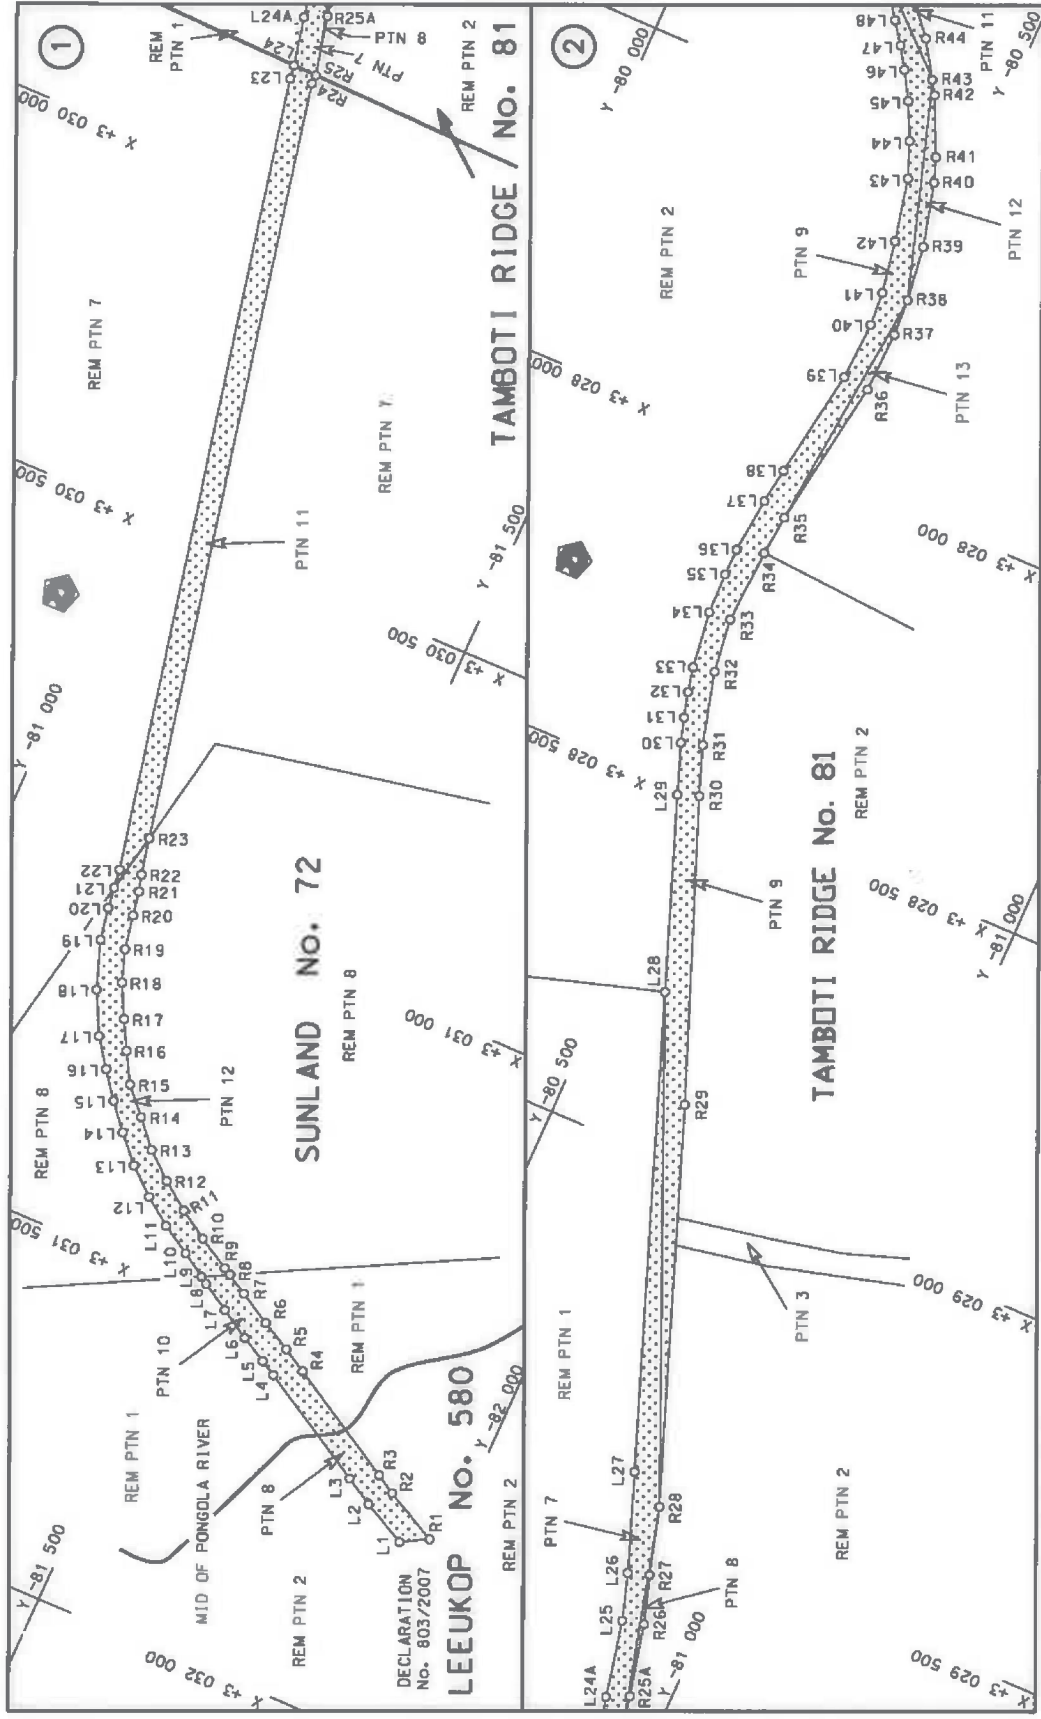 1
L24A
R25A
REM
PTN 1
PTN 8
PTN 7
L24
L23
R25
R24
REM PTN 2
X +3 030 000
TAMBOTI RIDGE No. 81
REM PTN 7
REM PTN 7
X +3 030 500
PTN 11
Y -81 500
X +3 030 500
Y -81 000
L22
L21
L20
L19
L18
L17
L16
L15
L14
L13
L12
L11
L10
L9
L8
L7
L6
L5
L4
L3
L2
L1
R23
R22
R21
R20
R19
R18
R17
R16
R15
R14
R13
R12
R11
R10
R9
R8
R7
R6
R5
R4
R3
R2
R1
SUNLAND No. 72
REM PTN 8
X +3 031 000
REM PTN 8
PTN 12
X +3 031 500
PTN 10
REM PTN 1
REM PTN 1
MID OF PONGOLA RIVER
PTN 8
Y -82 000
LEEUKOP No. 580
REM PTN 2
REM PTN 2
DECLARATION
No. 803/2007
Y -81 500
X +3 032 000
2
Y -80 000
L48
L47
L46
L45
L44
L43
L42
L41
L40
L39
L38
L37
L36
L35
L34
L33
L32
L31
L30
L29
L28
L27
L26
L25
L24A
R44
R43
R42
R41
R40
R39
R38
R37
R36
R35
R34
R33
R32
R31
R30
R29
R28
R27
R26A
R25A
PTN 11
Y -80 500
REM PTN 2
PTN 9
PTN 12
PTN 13
X +3 028 000
X +3 028 000
X +3 028 500
PTN 9
REM PTN 2
TAMBOTI RIDGE No. 81
X +3 028 500
Y -81 000
Y -80 500
REM PTN 1
PTN 3
X +3 029 000
PTN 7
PTN 8
REM PTN 2
Y -81 000
X +3 029 500